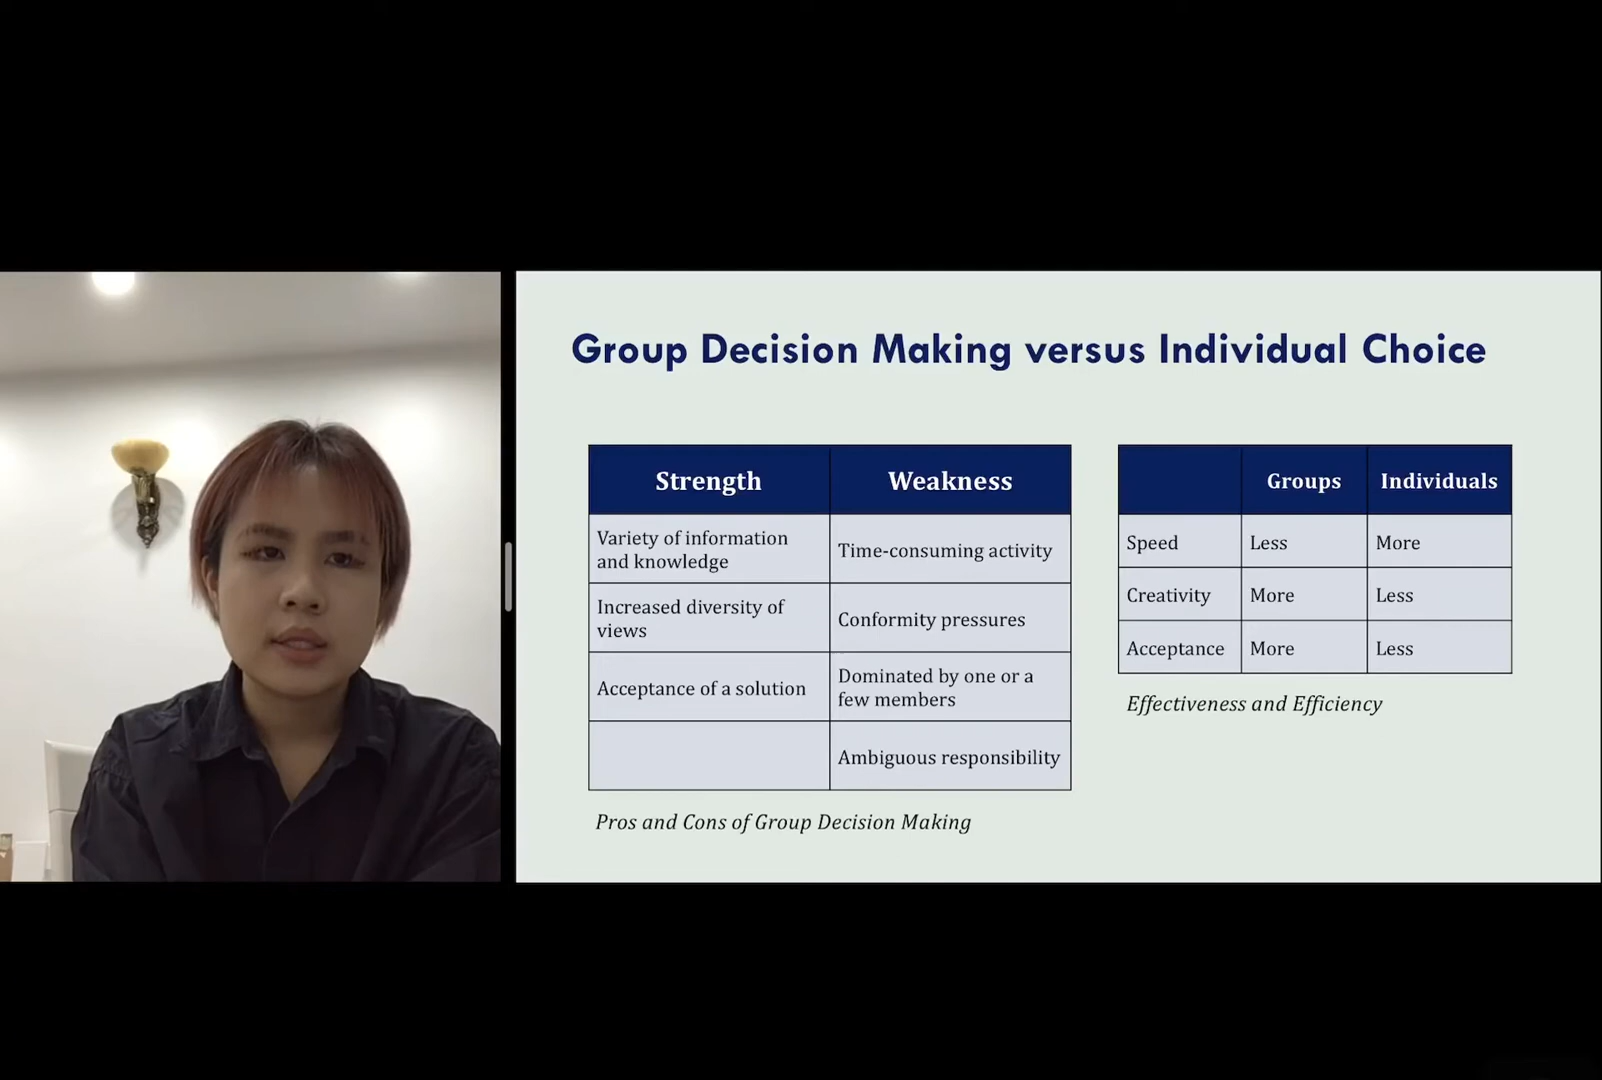 Group Decision Making versus Individual Choice
Strength
Weakness
Variety of information
and knowledge
Time-consuming activity
Increased diversity of
views
Conformity pressures
Acceptance of a solution
Dominated by one or a
few members
Ambiguous responsibility
Pros and Cons of Group Decision Making
Groups
Individuals
Speed
Less
More
Creativity
More
Less
Acceptance
More
Less
Effectiveness and Efficiency